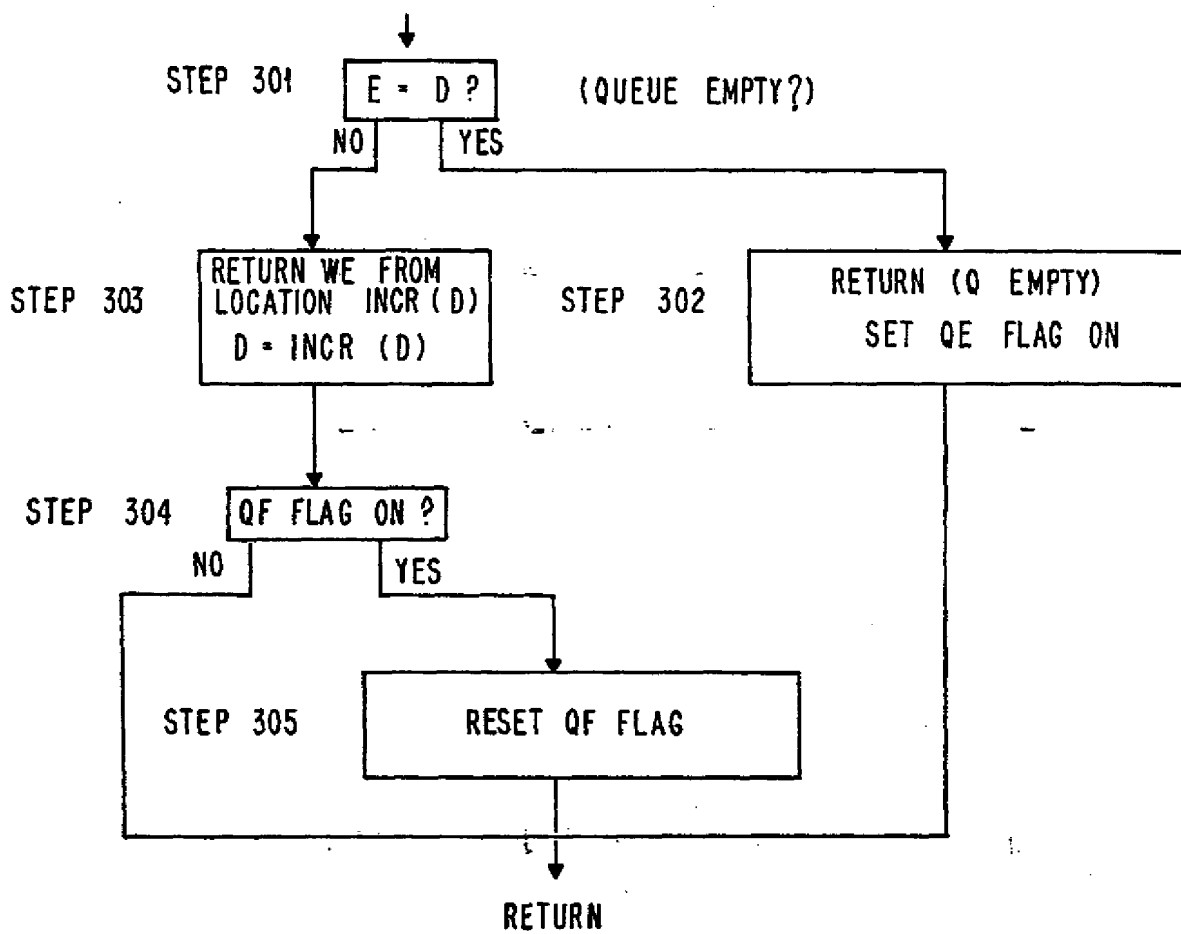 STEP 301
E = D ?
(QUEUE EMPTY?)
NO
YES
STEP 303
RETURN WE FROM
LOCATION INCR (D)
D = INCR (D)
STEP 302
RETURN (Q EMPTY)
SET QE FLAG ON
STEP 304
QF FLAG ON ?
NO
YES
STEP 305
RESET QF FLAG
RETURN